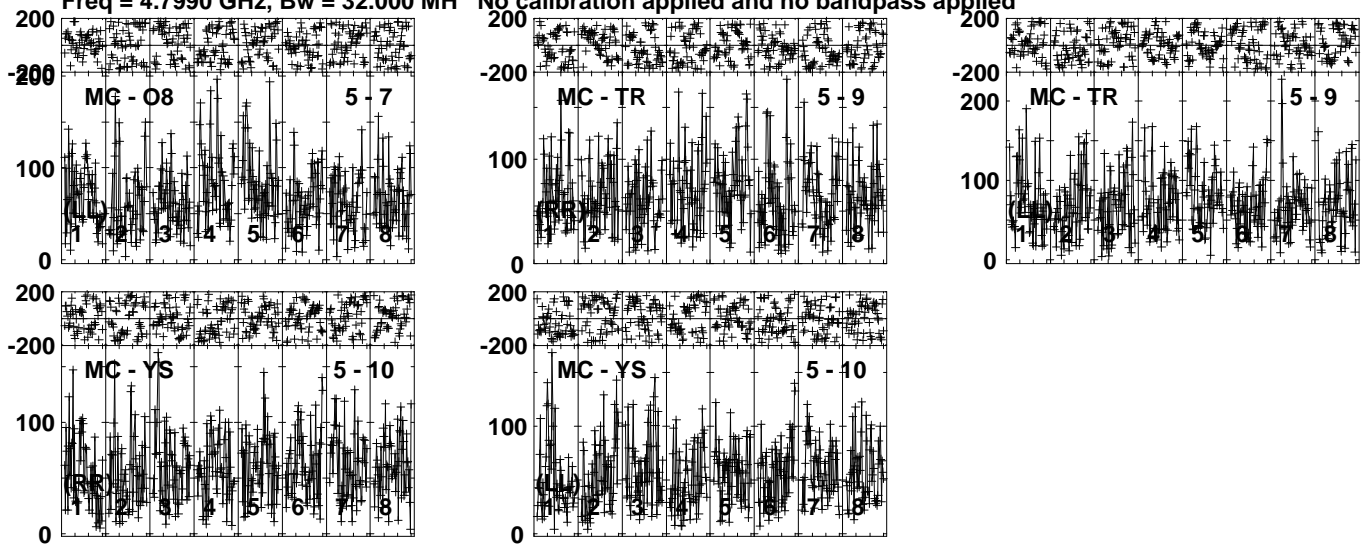 Freq = 4.7990 GHz, Bw = 32.000 MH No calibration applied and no bandpass applied
200
-200
200
MC - O8 5 - 7
100
(LL)
1 2 3 4 5 6 7 8
0
200
-200
MC - TR 5 - 9
100
(RR)
1 2 3 4 5 6 7 8
0
200
-200
200
MC - TR 5 - 9
100
(LL)
1 2 3 4 5 6 7 8
0
200
-200
MC - YS 5 - 10
100
(RR)
1 2 3 4 5 6 7 8
0
200
-200
MC - YS 5 - 10
100
(LL)
1 2 3 4 5 6 7 8
0